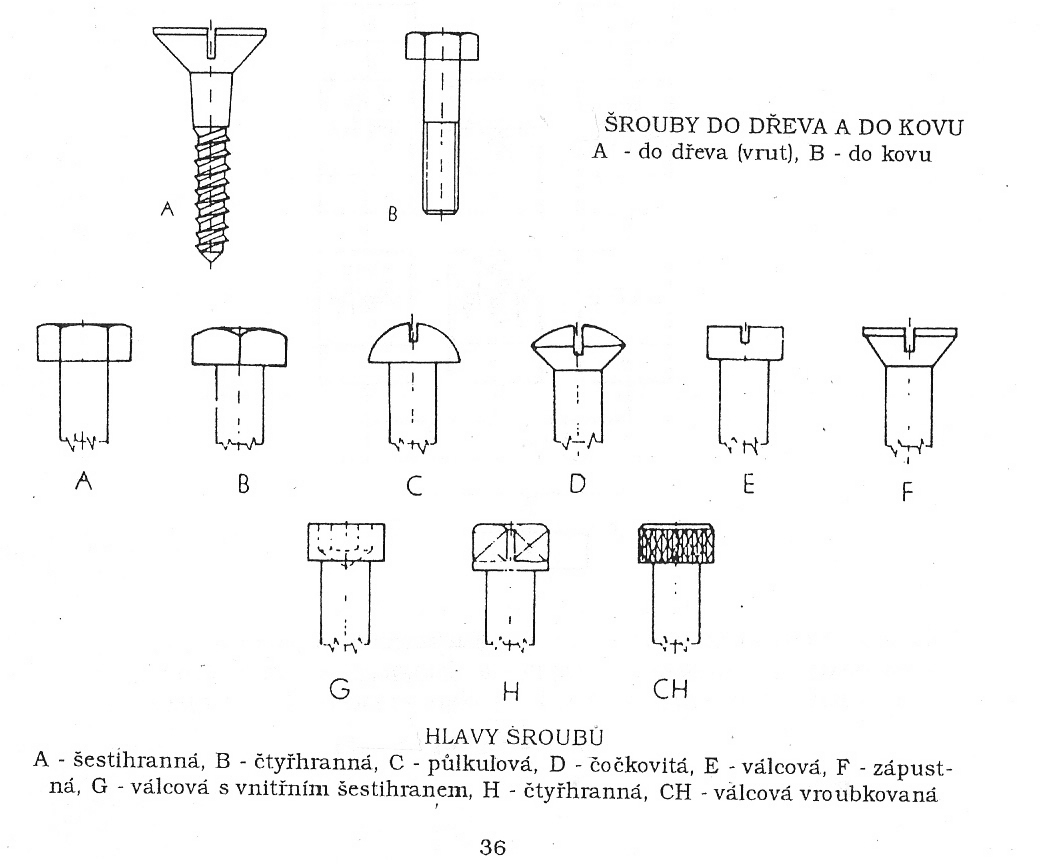 A
B
ŠROUBY DO DŘEVA A DO KOVU
A - do dřeva (vrut), B - do kovu
A B C D E F
G H CH
HLAVY ŠROUBŮ
A - šestihranná, B - čtyřhranná, C - půlkulová, D - čočkovitá, E - válcová, F - zápust-
ná, G - válcová s vnitřním šestihranem, H - čtyřhranná, CH - válcová vroubkovaná
36